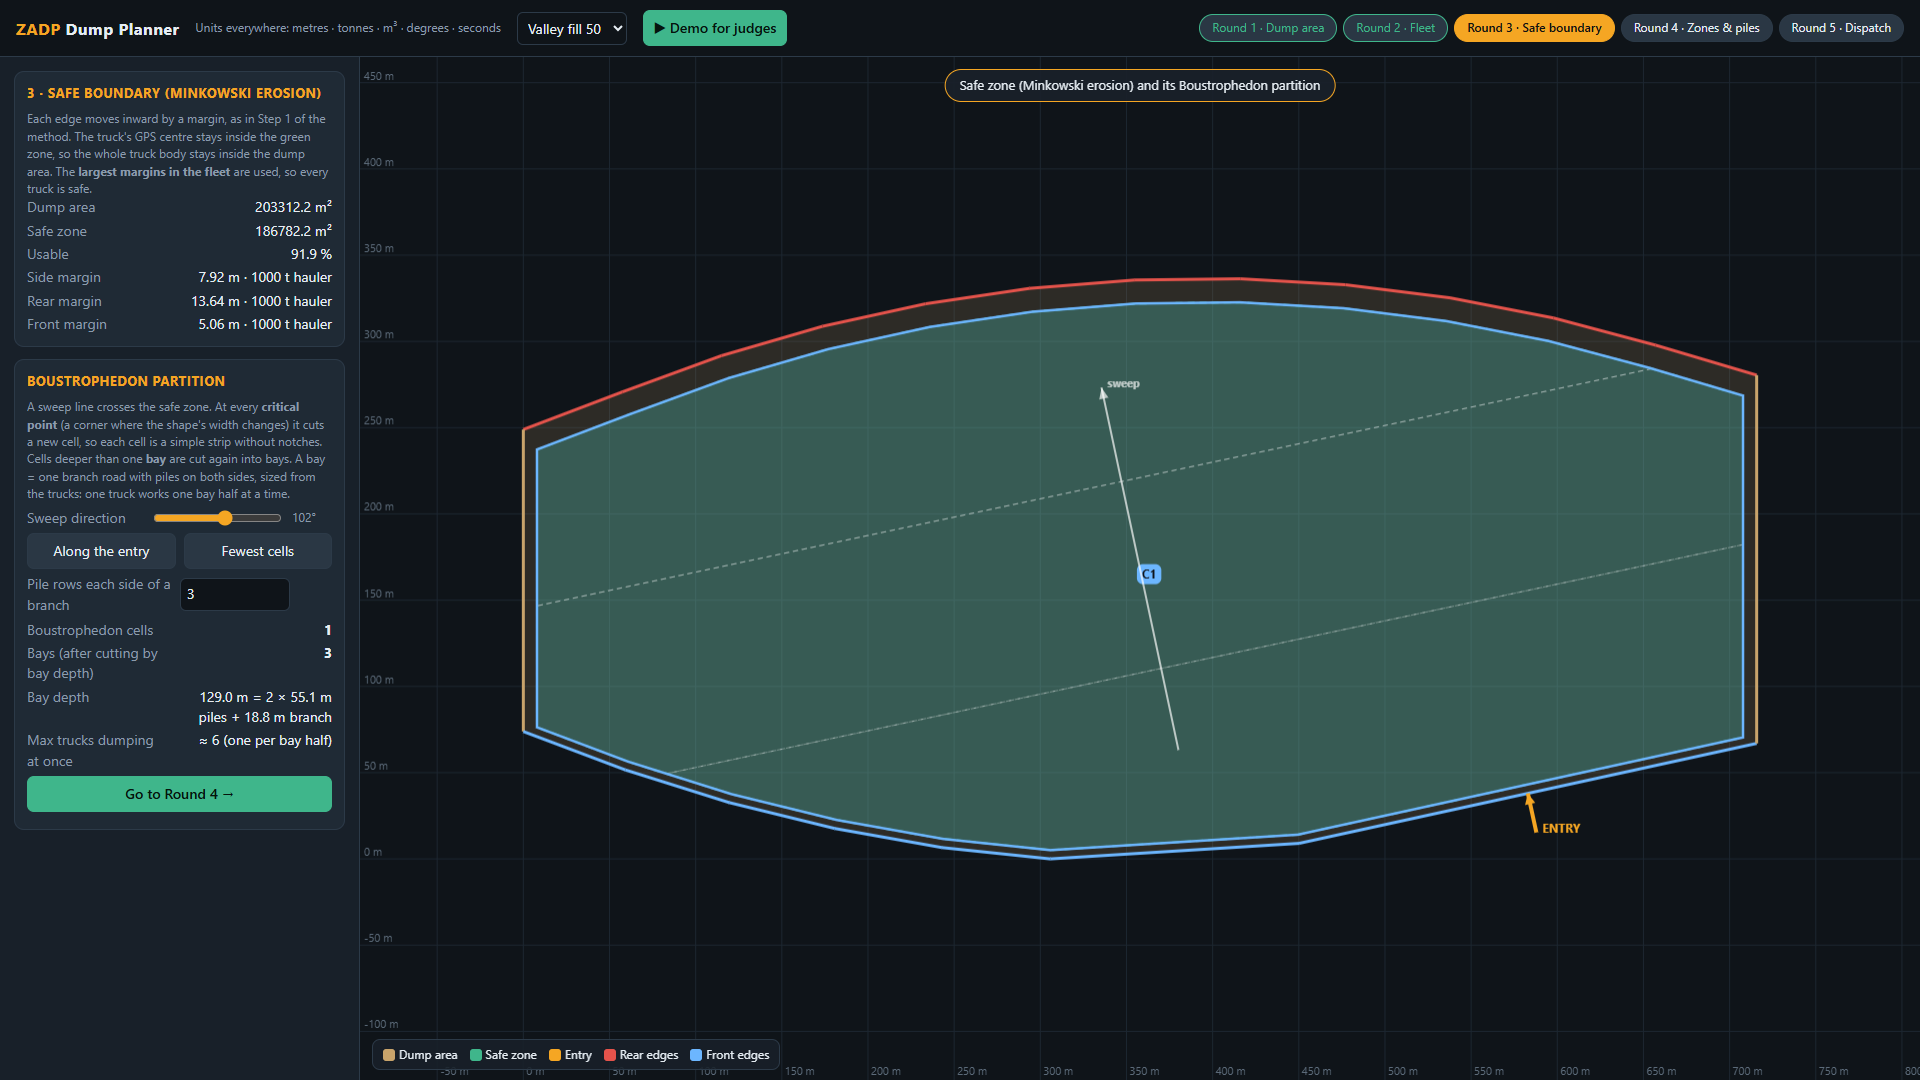 ZADP Dump Planner
Units everywhere: metres · tonnes · m³ · degrees · seconds
Valley fill 50
▶ Demo for judges
Round 1 · Dump area
Round 2 · Fleet
Round 3 · Safe boundary
Round 4 · Zones & piles
Round 5 · Dispatch
3 · SAFE BOUNDARY (MINKOWSKI EROSION)
Each edge moves inward by a margin, as in Step 1 of the
method. The truck's GPS centre stays inside the green
zone, so the whole truck body stays inside the dump
area. The largest margins in the fleet are used, so every
truck is safe.
Dump area 203312.2 m²
Safe zone 186782.2 m²
Usable 91.9 %
Side margin 7.92 m · 1000 t hauler
Rear margin 13.64 m · 1000 t hauler
Front margin 5.06 m · 1000 t hauler
BOUSTROPHEDON PARTITION
A sweep line crosses the safe zone. At every critical
point (a corner where the shape's width changes) it cuts
a new cell, so each cell is a simple strip without notches.
Cells deeper than one bay are cut again into bays. A bay
= one branch road with piles on both sides, sized from
the trucks: one truck works one bay half at a time.
Sweep direction 102°
Along the entry
Fewest cells
Pile rows each side of a
branch
3
Boustrophedon cells 1
Bays (after cutting by
bay depth)
3
Bay depth
129.0 m = 2 × 55.1 m
piles + 18.8 m branch
Max trucks dumping
at once
≈ 6 (one per bay half)
Go to Round 4 →
Safe zone (Minkowski erosion) and its Boustrophedon partition
450 m
400 m
350 m
300 m
250 m
200 m
150 m
100 m
50 m
0 m
-50 m
-100 m
sweep
C1
ENTRY
Dump area
Safe zone
Entry
Rear edges
Front edges
-50 m
0 m
50 m
100 m
150 m
200 m
250 m
300 m
350 m
400 m
450 m
500 m
550 m
600 m
650 m
700 m
750 m